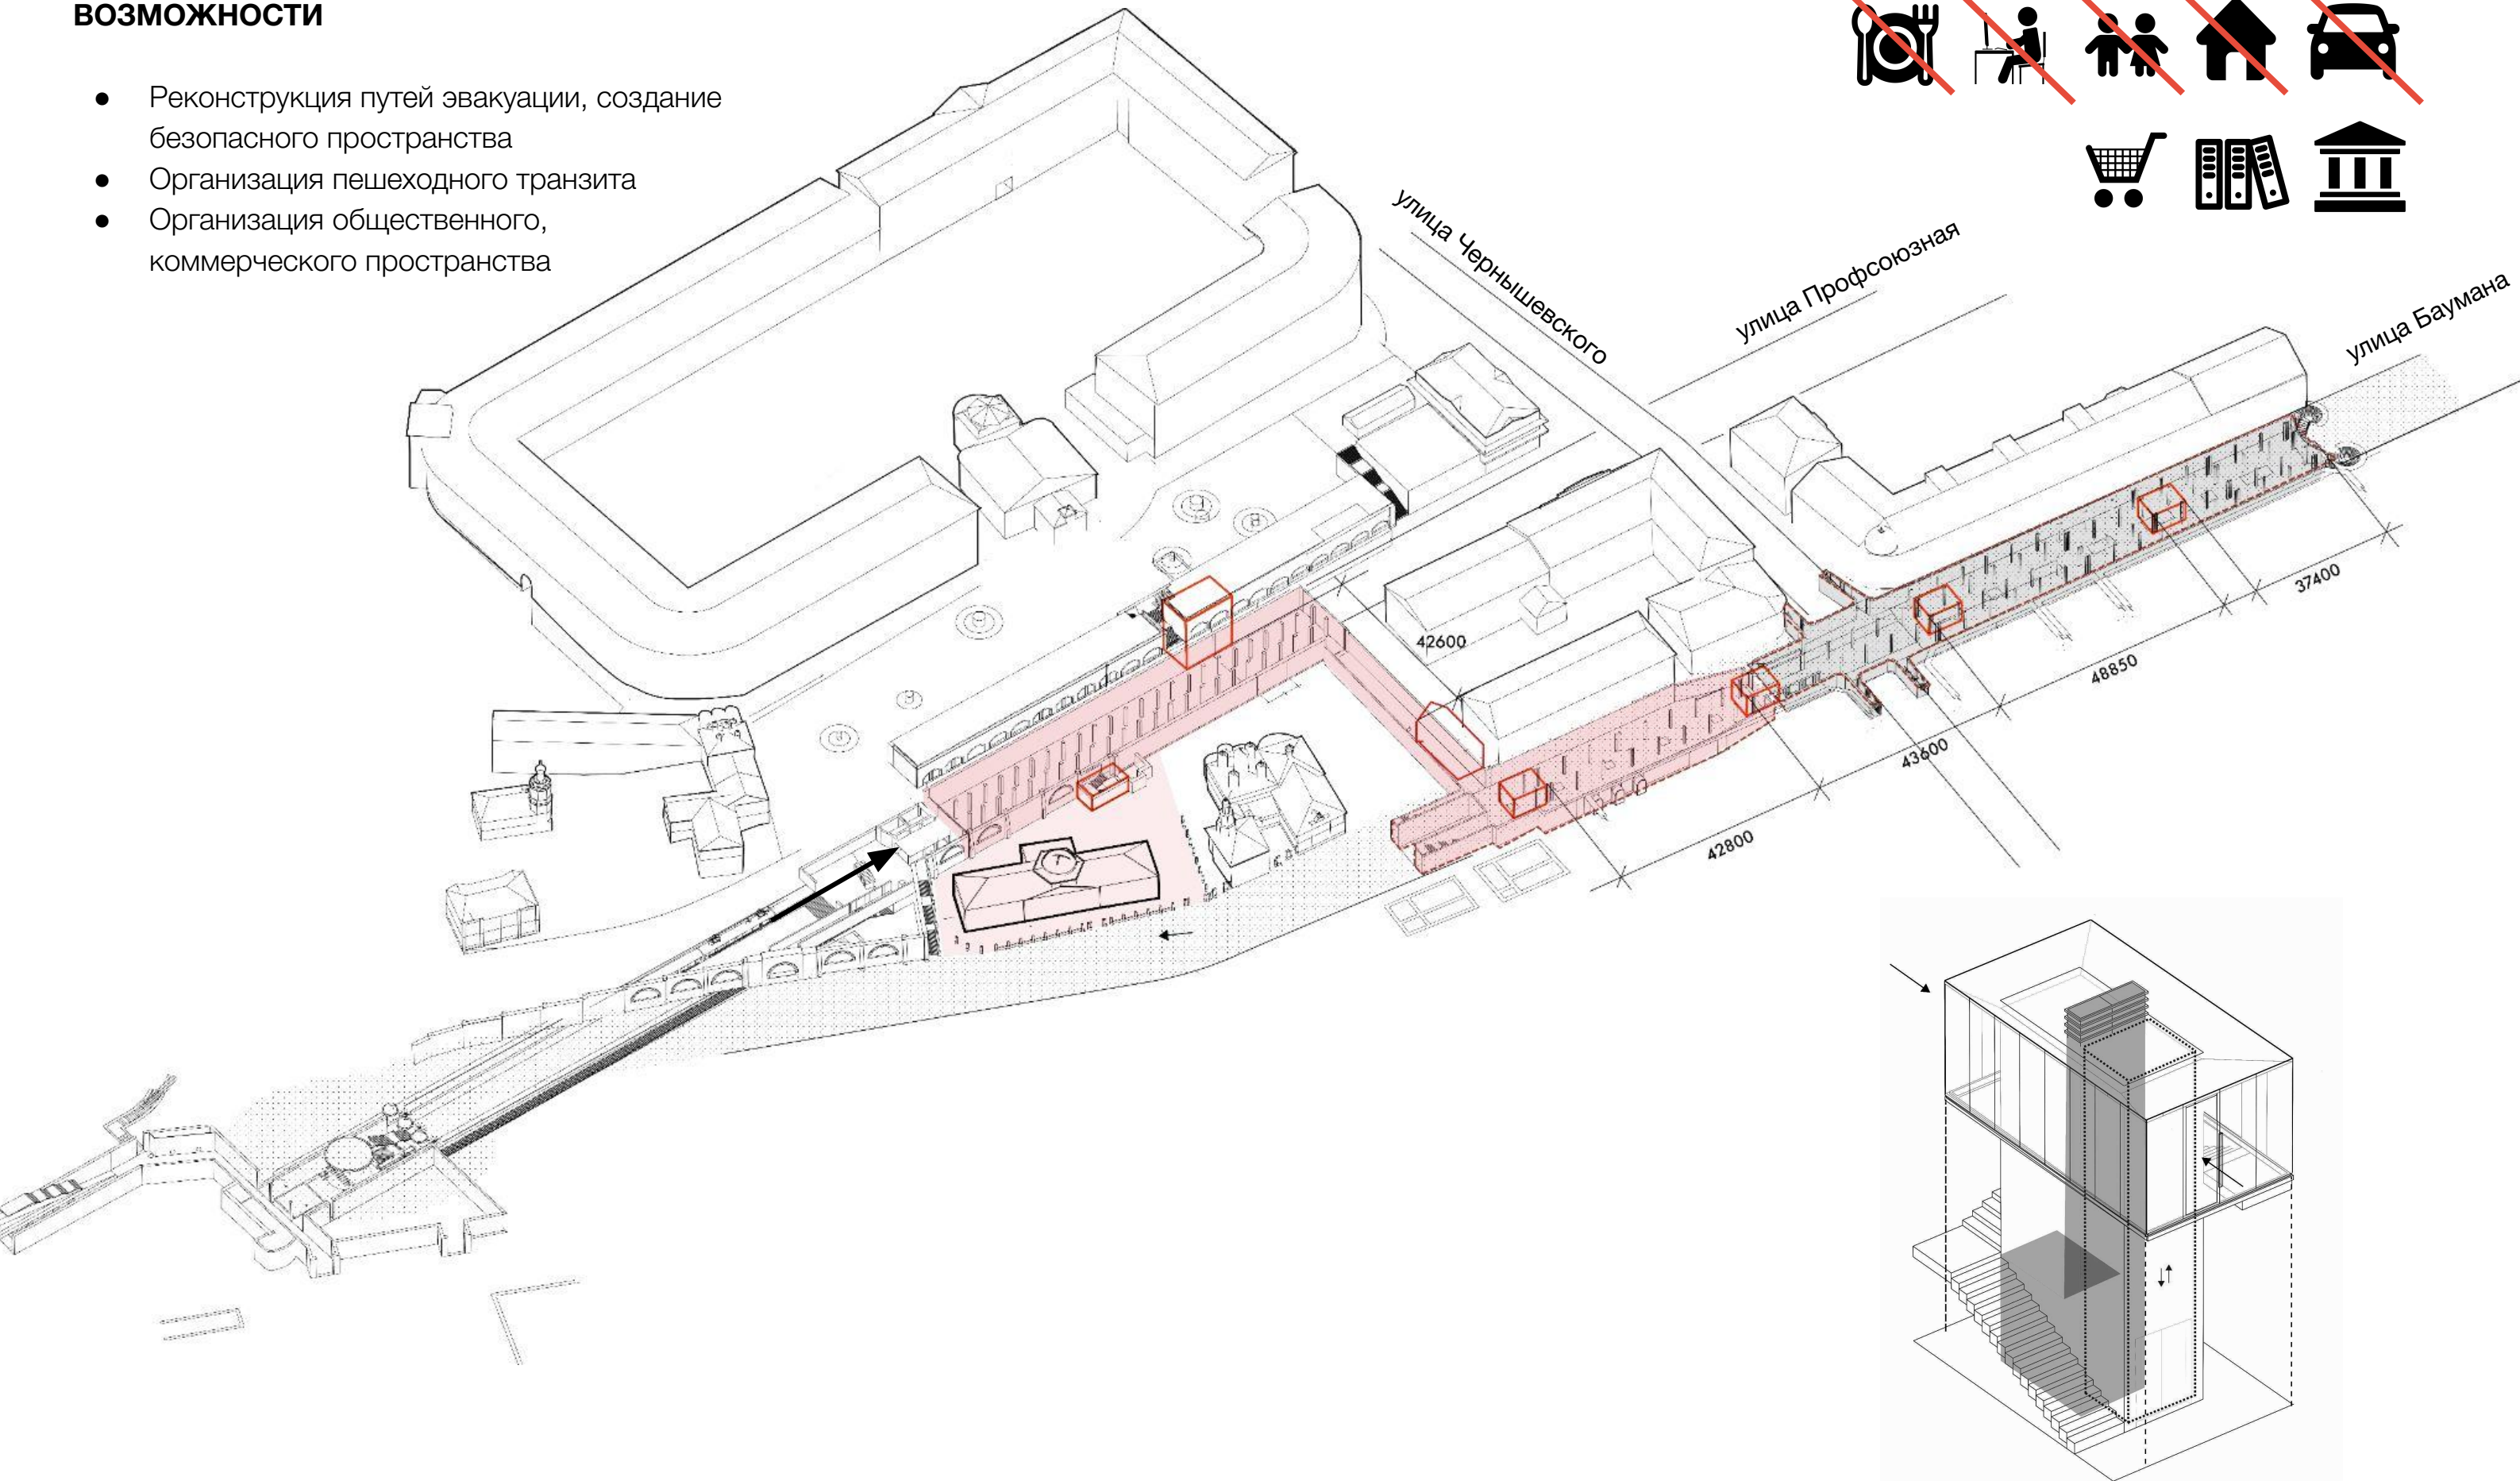 ВОЗМОЖНОСТИ
● Реконструкция путей эвакуации, создание
безопасного пространства
● Организация пешеходного транзита
● Организация общественного,
коммерческого пространства
улица Чернышевского
улица Профсоюзная
улица Баумана
37400
42600
48850
43600
42800